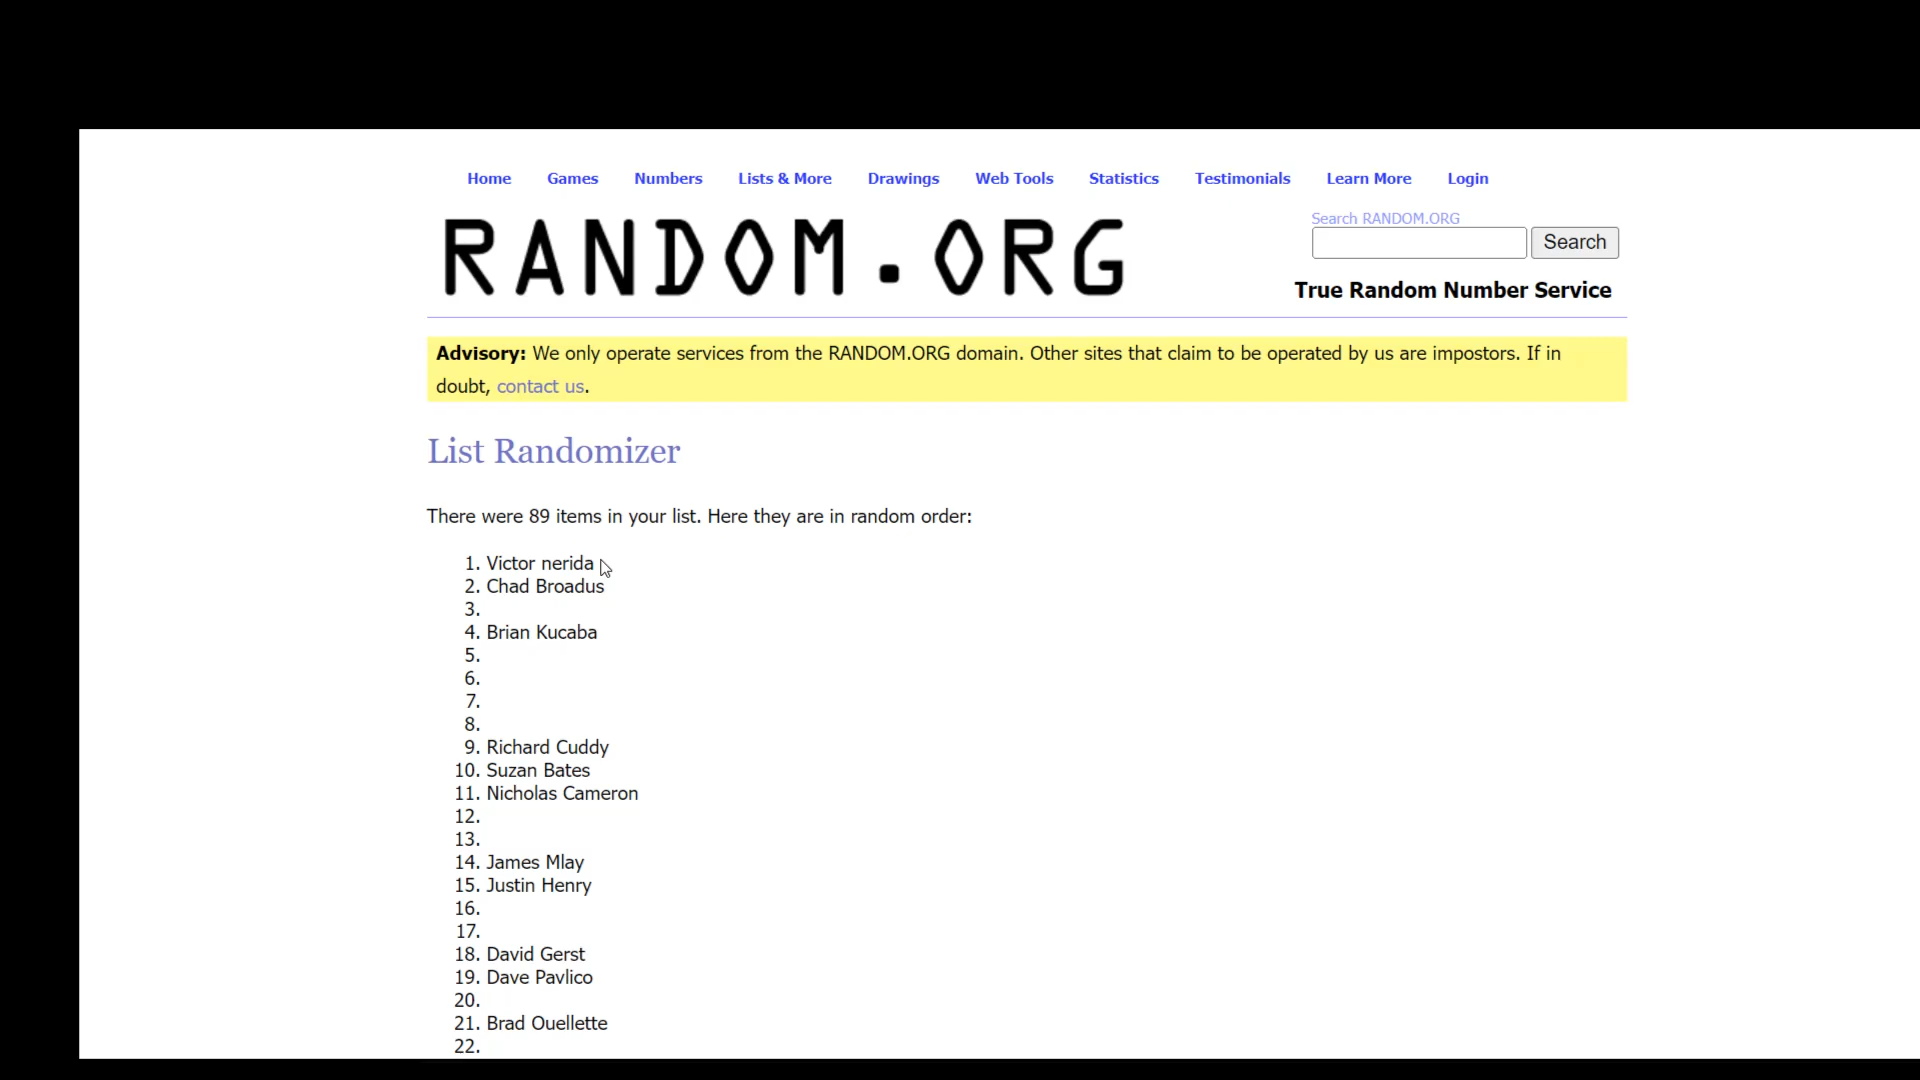 Home Games Numbers Lists & More Drawings Web Tools Statistics Testimonials Learn More Login
RANDOM.ORG
Search RANDOM.ORG
Search
True Random Number Service
Advisory: We only operate services from the RANDOM.ORG domain. Other sites that claim to be operated by us are impostors. If in
doubt, contact us.
List Randomizer
There were 89 items in your list. Here they are in random order:
1. Victor nerida
2. Chad Broadus
3.
4. Brian Kucaba
5.
6.
7.
8.
9. Richard Cuddy
10. Suzan Bates
11. Nicholas Cameron
12.
13.
14. James Mlay
15. Justin Henry
16.
17.
18. David Gerst
19. Dave Pavlico
20.
21. Brad Ouellette
22.